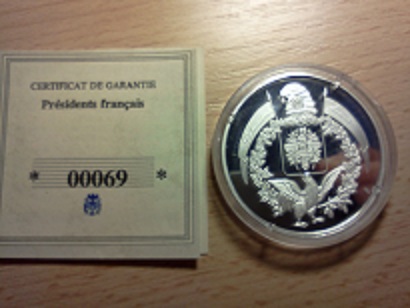 CERTIFICAT DE GARANTIE
Présidents français
* 00069 *